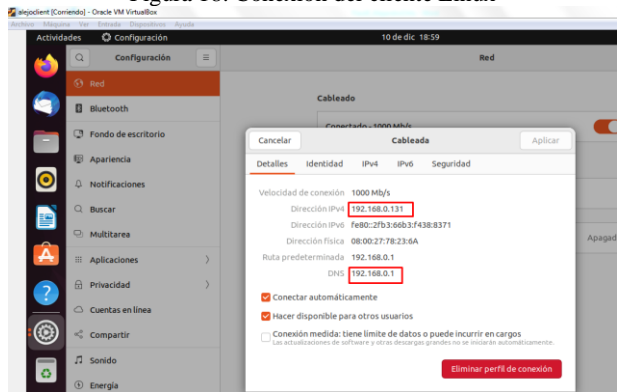 alejoclient [Corriendo] - Oracle VM VirtualBox
Archivo Máquina Ver Entrada Dispositivos Ayuda
Actividades Configuración 10 de dic 18:59
Configuración Red
Red
Bluetooth
Fondo de escritorio
Apariencia
Notificaciones
Buscar
Multitarea
Aplicaciones
Privacidad
Cuentas en línea
Compartir
Sonido
Energía
Cableado
Conectado - 1000 Mb/s
Apagad
Cancelar Cableada Aplicar
Detalles Identidad IPv4 IPv6 Seguridad
Velocidad de conexión 1000 Mb/s
Dirección IPv4 192.168.0.131
Dirección IPv6 fe80::2fb3:66b3:f438:8371
Dirección física 08:00:27:78:23:6A
Ruta predeterminada 192.168.0.1
DNS 192.168.0.1
Conectar automáticamente
Hacer disponible para otros usuarios
Conexión medida: tiene límite de datos o puede incurrir en cargos
Las actualizaciones de software y otras descargas grandes no se iniciarán automáticamente.
Eliminar perfil de conexión